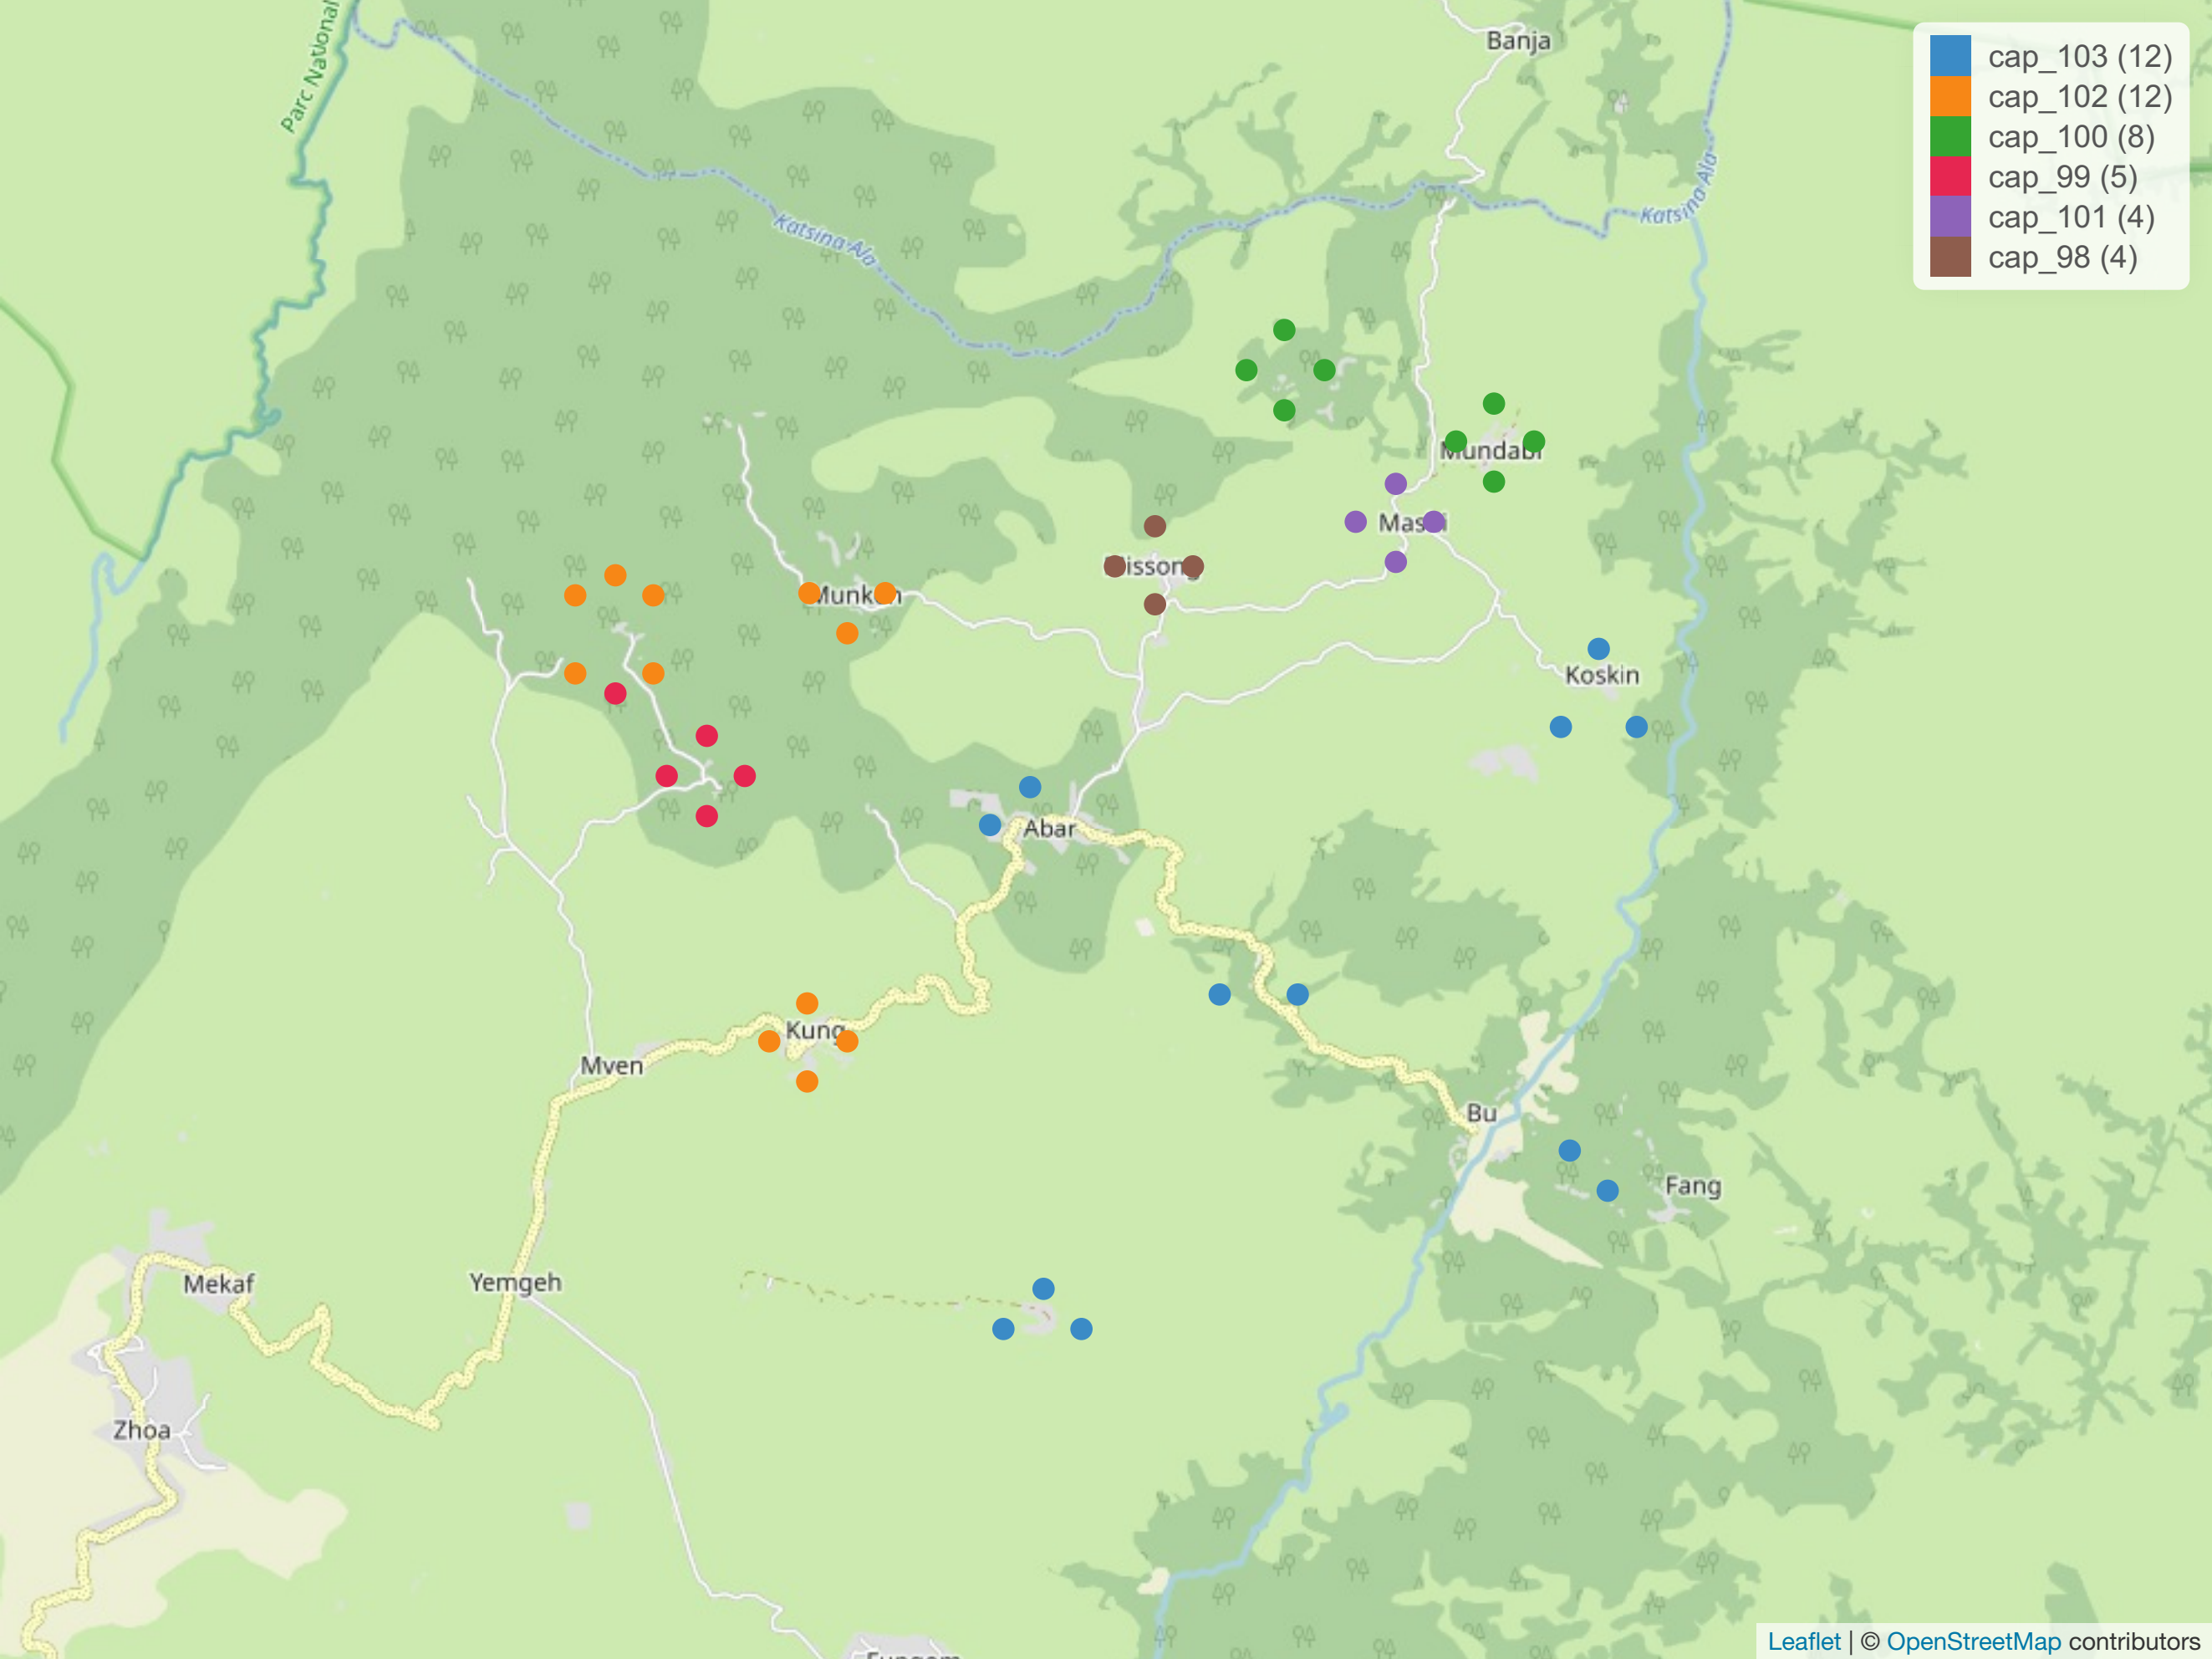 Parc National
Banja
cap_103 (12)
cap_102 (12)
cap_100 (8)
cap_99 (5)
cap_101 (4)
cap_98 (4)
Katsina Ala
Katsina Ala
Mundabi
Koskin
Abar
Kung
Mven
Bu
Fang
Mekaf
Yemgeh
Zhoa
Leaflet | © OpenStreetMap contributors